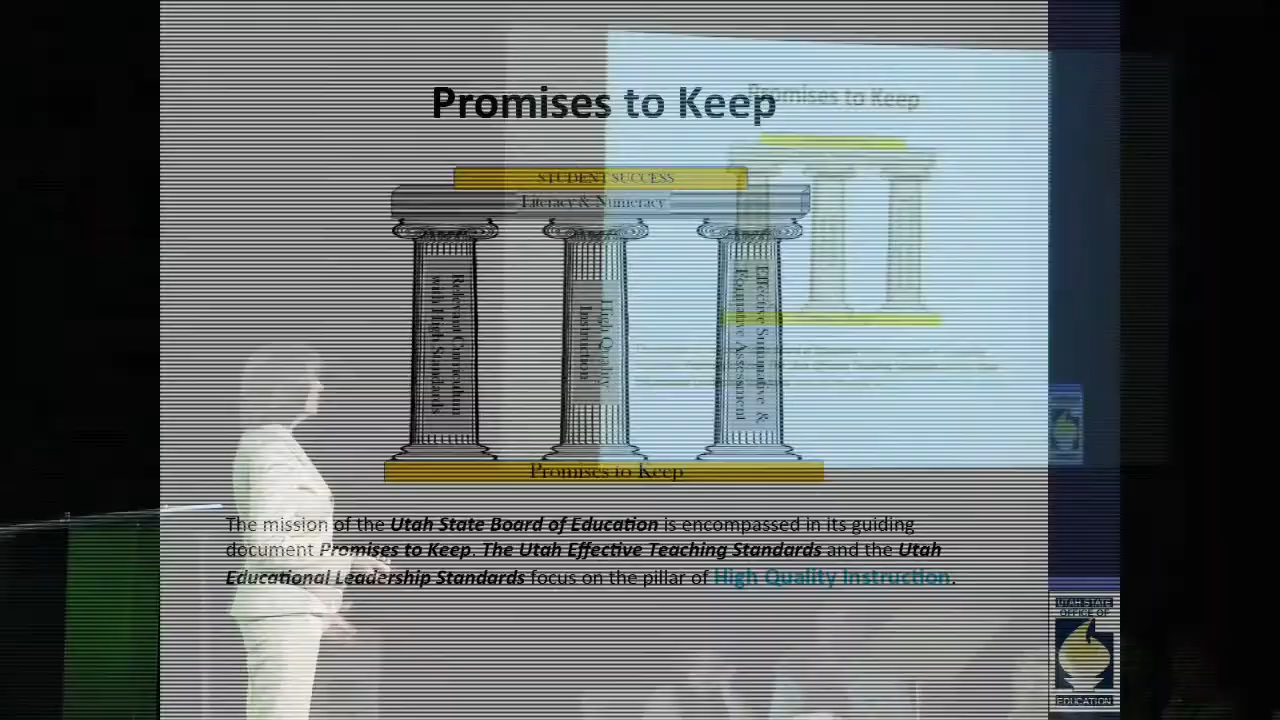 Promises to Keep
Promises to Keep
STUDENT SUCCESS
Literacy & Numeracy
Relevant Curriculum
with High Standards
High Quality
Instruction
Effective Summative &
Formative Assessment
Promises to Keep
The mission of the Utah State Board of Education is encompassed in its guiding
document Promises to Keep. The Utah Effective Teaching Standards and the Utah
Educational Leadership Standards focus on the pillar of High Quality Instruction.
UTAH STATE
OFFICE OF
EDUCATION